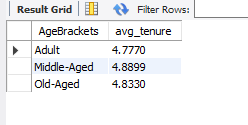 Result Grid Filter Rows:
AgeBrackets avg_tenure
Adult 4.7770
Middle-Aged 4.8899
Old-Aged 4.8330